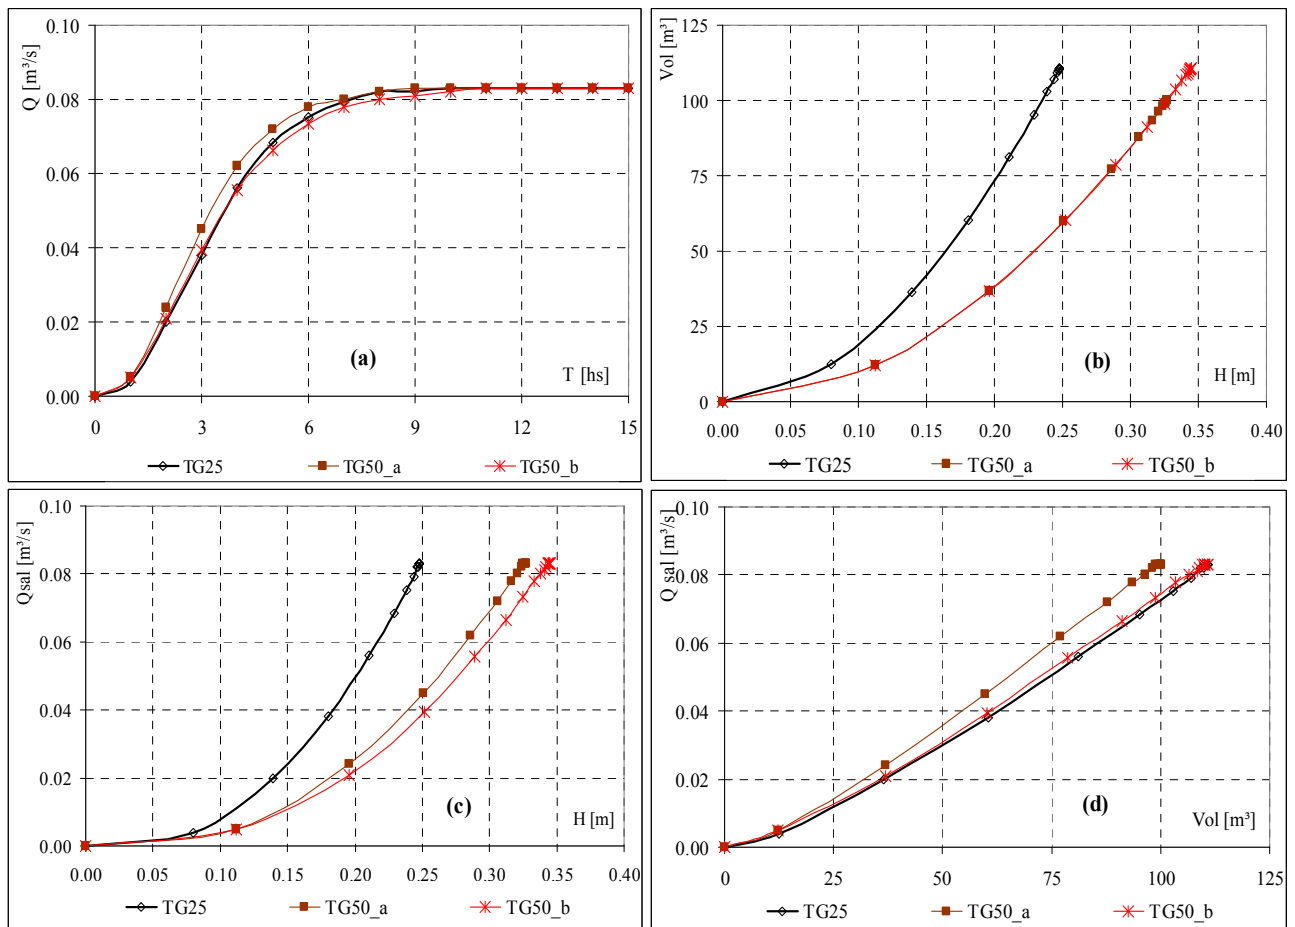 Q [m³/s]
0.10
0.08
0.06
0.04
0.02
0.00
(a)
T [hs]
0 3 6 9 12 15
TG25 TG50_a TG50_b
Vol [m³]
125
100
75
50
25
0
(b)
H [m]
0.00 0.05 0.10 0.15 0.20 0.25 0.30 0.35 0.40
TG25 TG50_a TG50_b
Qsal [m³/s]
0.10
0.08
0.06
0.04
0.02
0.00
(c)
H [m]
0.00 0.05 0.10 0.15 0.20 0.25 0.30 0.35 0.40
TG25 TG50_a TG50_b
Q sal [m³/s]
0.10
0.08
0.06
0.04
0.02
0.00
(d)
Vol [m³]
0 25 50 75 100 125
TG25 TG50_a TG50_b